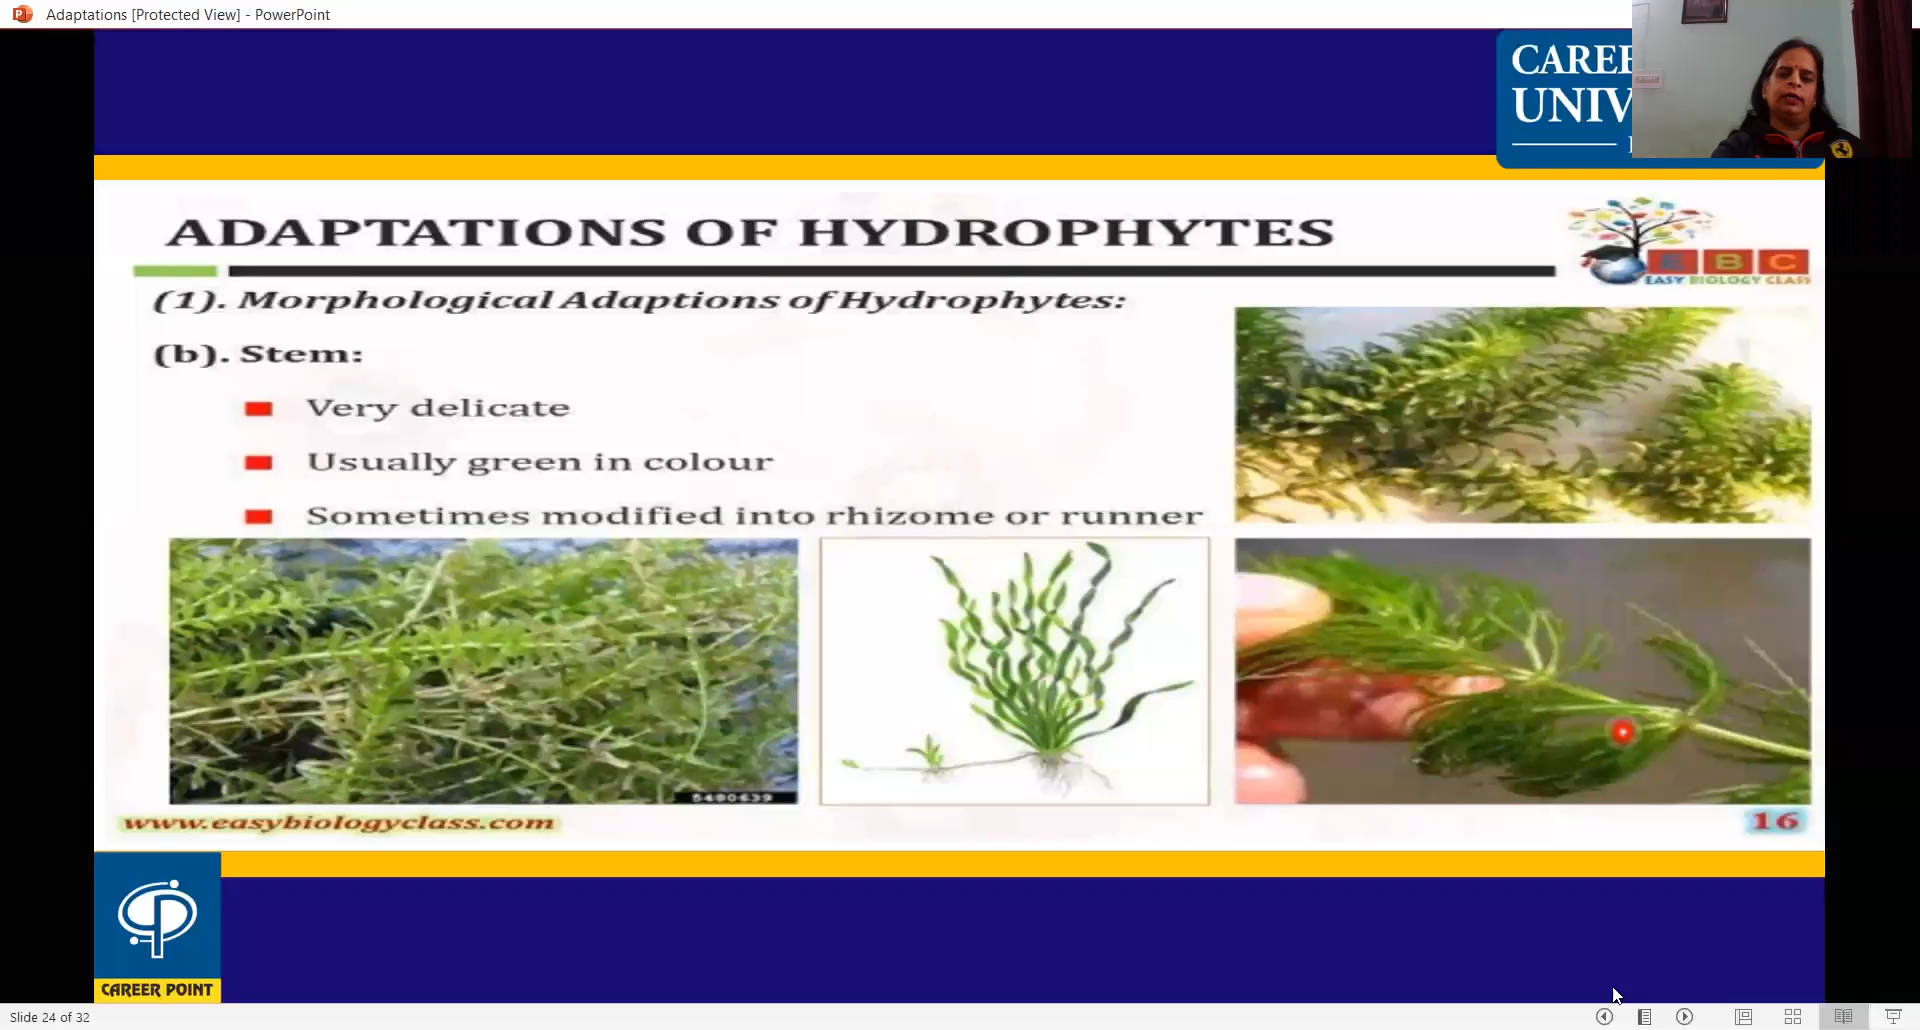 Adaptations [Protected View] - PowerPoint
ADAPTATIONS OF HYDROPHYTES
E B C
EASY BIOLOGY CLASS
(1). Morphological Adaptions of Hydrophytes:
(b). Stem:
Very delicate
Usually green in colour
Sometimes modified into rhizome or runner
5480639
www.easybiologyclass.com
16
CAREER POINT
Slide 24 of 32